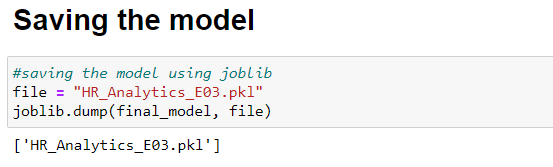 Saving the model
#saving the model using joblib
file = "HR_Analytics_E03.pkl"
joblib.dump(final_model, file)
['HR_Analytics_E03.pkl']